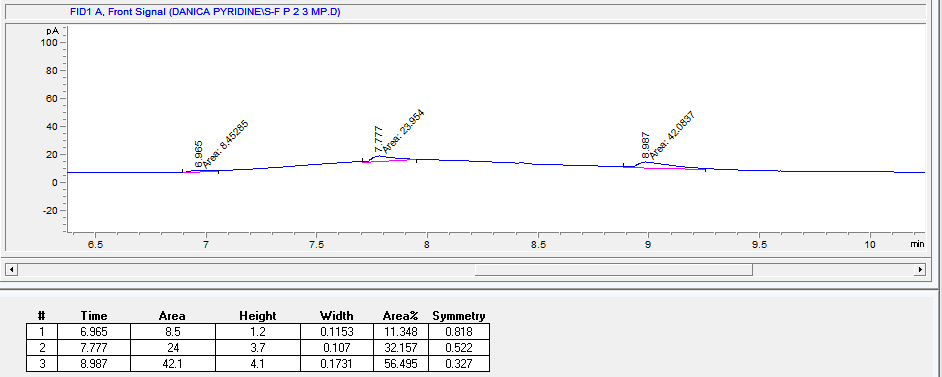 FID1 A, Front Signal (DANICA PYRIDINE\S-F P 2 3 MP.D)
pA
100
80
60
40
20
0
-20
6.965
Area: 8.45285
7.777
Area: 23.954
8.987
Area: 42.0837
6.5 7 7.5 8 8.5 9 9.5 10 min
# Time Area Height Width Area% Symmetry
1 6.965 8.5 1.2 0.1153 11.348 0.818
2 7.777 24 3.7 0.107 32.157 0.522
3 8.987 42.1 4.1 0.1731 56.495 0.327